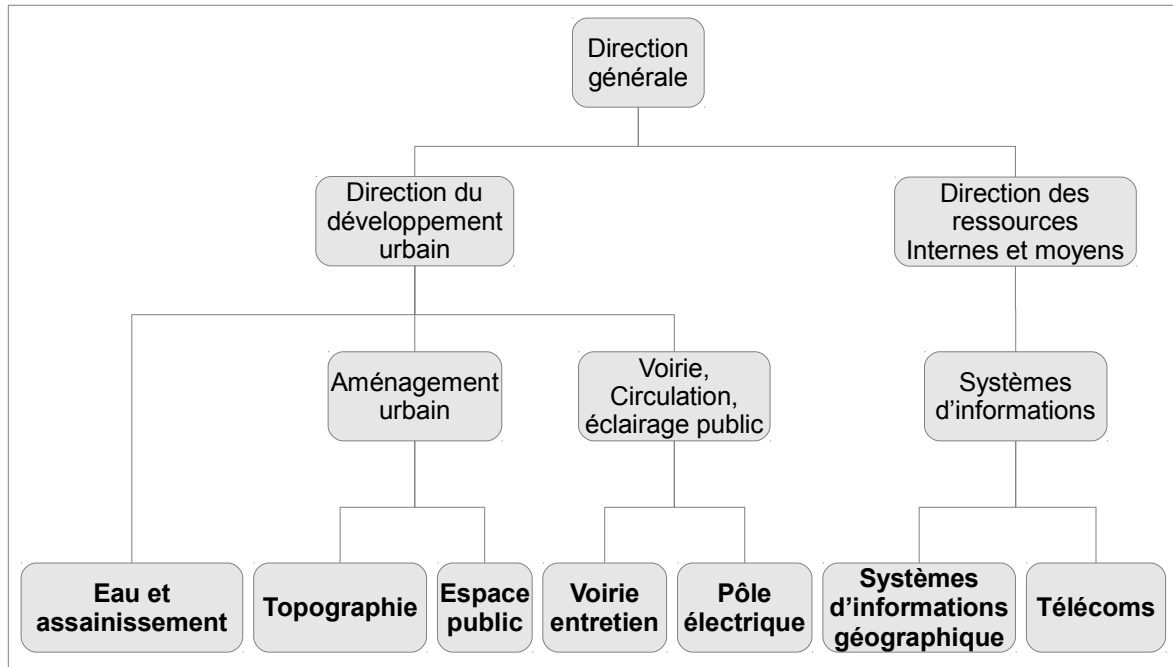 Direction
générale
Direction du
développement
urbain
Direction des
ressources
Internes et moyens
Aménagement
urbain
Voirie,
Circulation,
éclairage public
Systèmes
d’informations
Eau et
assainissement
Topographie
Espace
public
Voirie
entretien
Pôle
électrique
Systèmes
d’informations
géographique
Télécoms